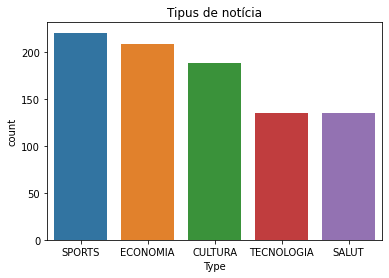 Tipus de notícia
200
150
100
50
0
count
SPORTS ECONOMIA CULTURA TECNOLOGIA SALUT
Type